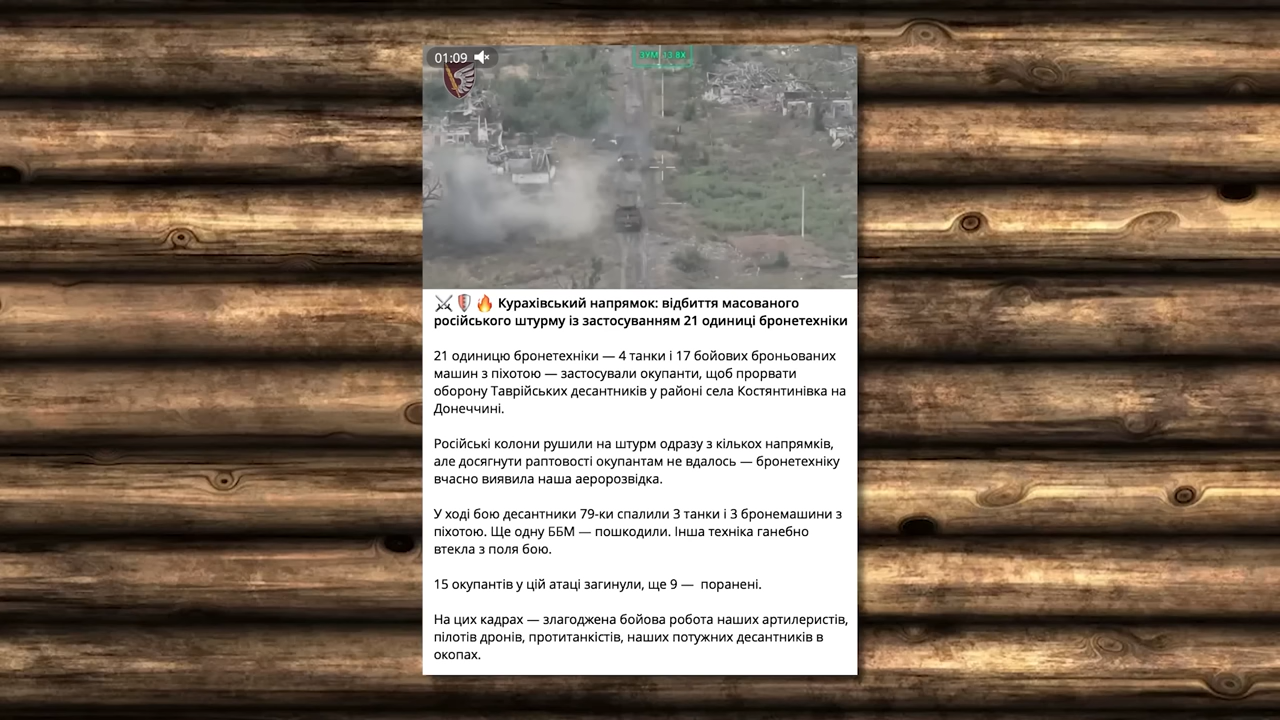 01:09
ЗУМ 13.8X
⚔️🛡️🔥 Курахівський напрямок: відбиття масованого
російського штурму із застосуванням 21 одиниці бронетехніки
21 одиницю бронетехніки — 4 танки і 17 бойових броньованих
машин з піхотою — застосували окупанти, щоб прорвати
оборону Таврійських десантників у районі села Костянтинівка на
Донеччині.
Російські колони рушили на штурм одразу з кількох напрямків,
але досягнути раптовості окупантам не вдалось — бронетехніку
вчасно виявила наша аеророзвідка.
У ході бою десантники 79-ки спалили 3 танки і 3 бронемашини з
піхотою. Ще одну ББМ — пошкодили. Інша техніка ганебно
втекла з поля бою.
15 окупантів у цій атаці загинули, ще 9 — поранені.
На цих кадрах — злагоджена бойова робота наших артилеристів,
пілотів дронів, протитанкістів, наших потужних десантників в
окопах.